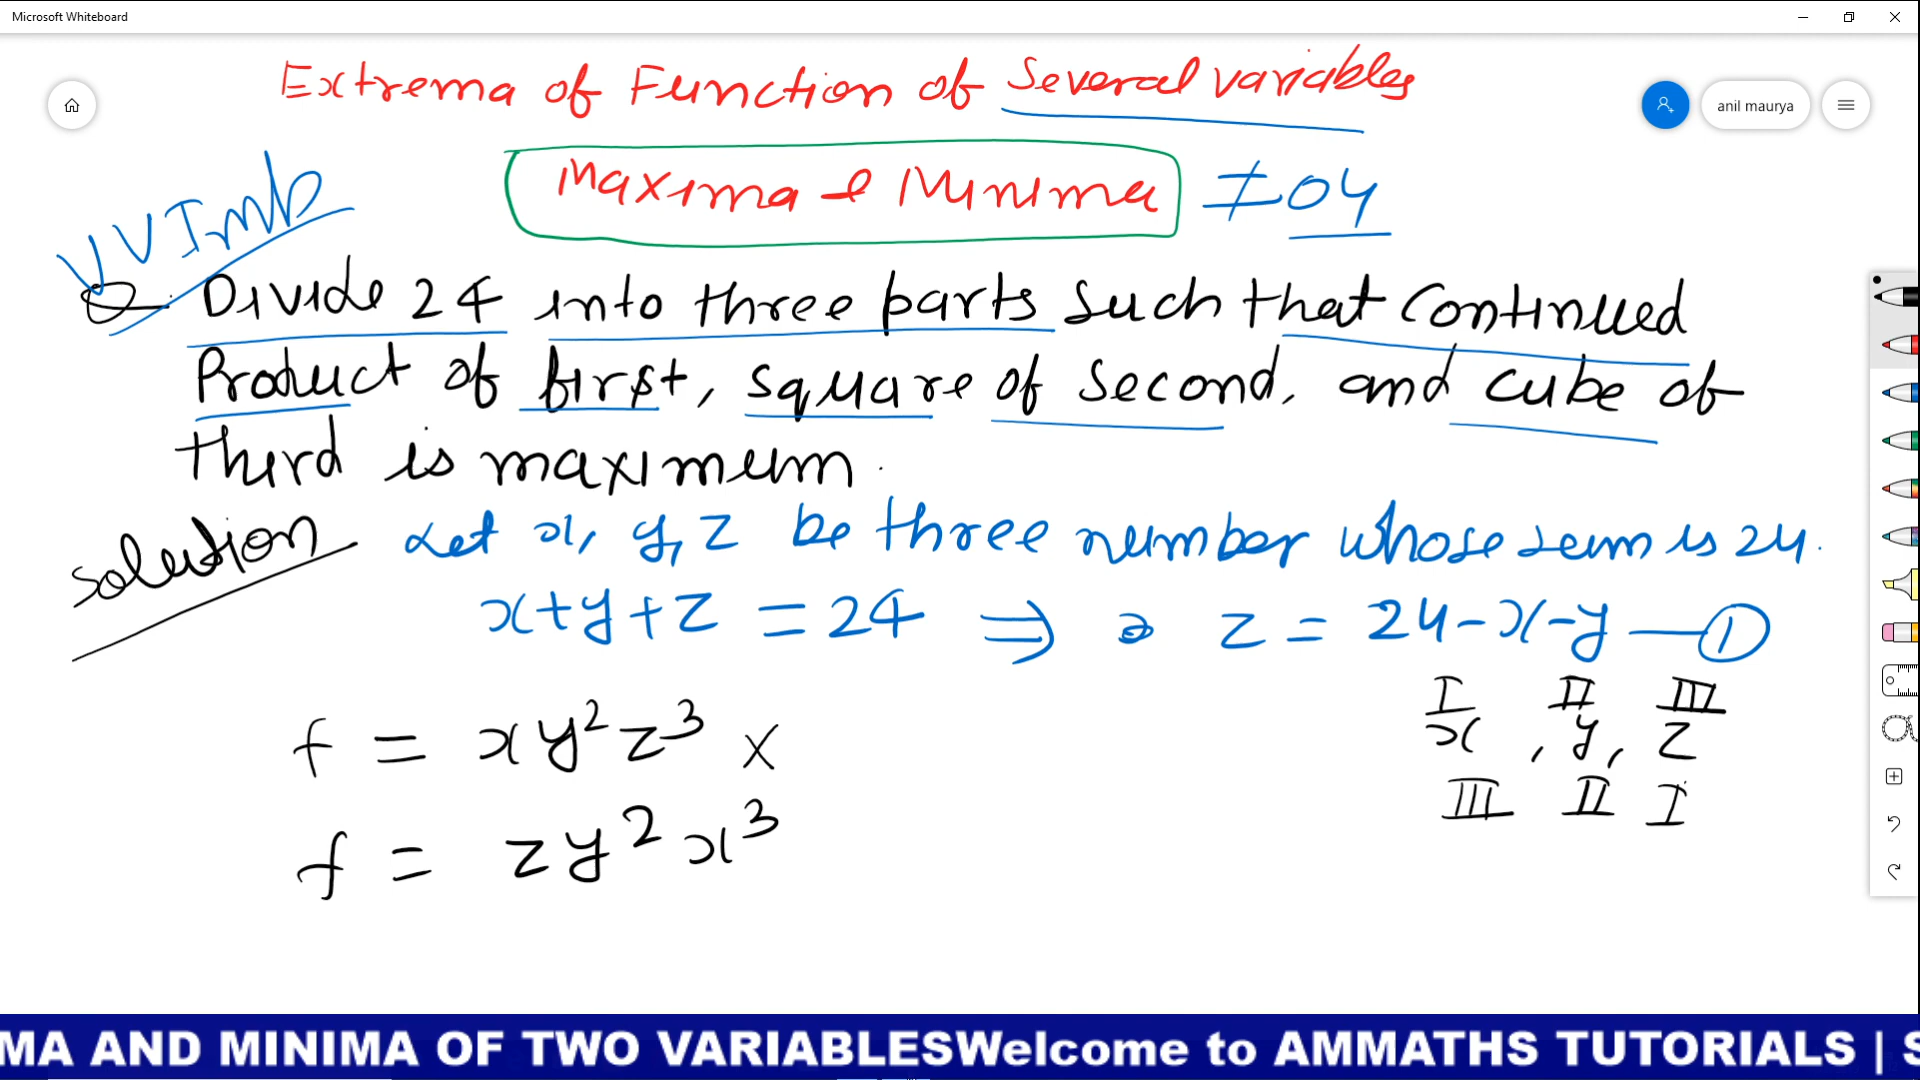 Microsoft Whiteboard
Extrema of Function of Several variables
anil maurya
Maxima & Minima #04
VVImp
Q. Divide 24 into three parts such that continued
Product of first, square of second, and cube of
third is maximum.
Solution Let x, y, z be three number whose sum is 24.
x+y+z = 24 ⇒ z = 24-x-y —①
I II III
x, y, z
III II I
f = xy²z³ ×
f = zy²x³
MA AND MINIMA OF TWO VARIABLESWelcome to AMMATHS TUTORIALS | S